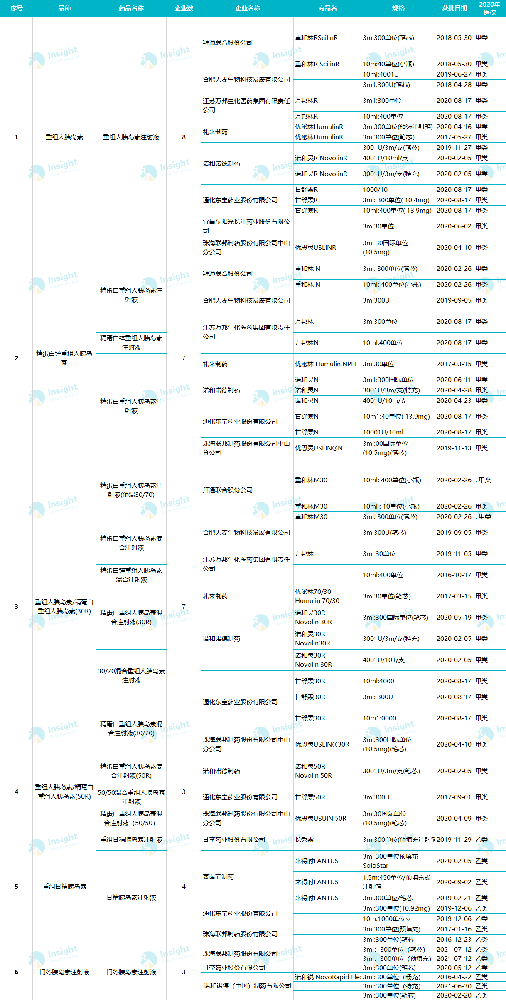 序号 品种 药品名称 企业数 企业名称 商品名 规格 获批日期 2020年
医保
1 重组人胰岛素 重组人胰岛素注射液 8
拜通联合股份公司
重和林RScilinR 3m:300单位(笔芯) 2018-05-30 甲类
重和林R ScilinR 10m:40单位(小瓶) 2018-05-30 甲类
合肥天麦生物科技发展有限公司
10ml:4001U 2019-06-27 甲类
3m1:300U(笔芯) 2018-04-28 甲类
江苏万邦生化医药集团有限责任
公司
万邦林R 3m1:300单位 2020-08-17 甲类
万邦林R 10ml:400单位 2020-08-17 甲类
礼来制药
优泌林HumulinR 3m:300单位(预装注射笔) 2020-04-16 甲类
优泌林HumulinR 3m:300单位(笔芯) 2017-05-27 甲类
诺和诺德制药
3001U/3m/支(笔芯) 2019-11-27 甲类
诺和灵R NovolinR 4001U/10ml/支 2020-02-05 甲类
诺和灵R NovolinR 3001U/3m/支(特充) 2020-02-05 甲类
通化东宝药业股份有限公司
甘舒霖R 1000/10 2020-08-17 甲类
甘舒霖R 3ml: 300单位( 10.4mg) 2020-08-17 甲类
甘舒霖R 10ml:400单位( 13.9mg) 2020-08-17 甲类
宜昌东阳光长江药业股份有限公
司
3ml30单位 2020-06-02 甲类
珠海联邦制药股份有限公司中山
分公司
优思灵USLINR 3m: 30国际单位
(10.5mg) 2020-04-10 甲类
2 精蛋白锌重组人胰岛
素 7
精蛋白重组人胰岛素注
射液
拜通联合股份公司
重和林 N 3ml: 300单位(笔芯) 2020-02-26 甲类
重和林 N 10ml: 400单位(小瓶) 2020-02-26 甲类
合肥天麦生物科技发展有限公司 3m:300U 2019-09-05 甲类
江苏万邦生化医药集团有限责任
公司
万邦林 3m:300单位 2020-08-17 甲类
精蛋白锌重组人胰岛素
注射液
万邦林N 10ml:400单位 2020-08-17 甲类
精蛋白重组人胰岛素注
射液
礼来制药 优泌林 Humulin NPH 3m:30单位 2017-03-15 甲类
诺和诺德制药
诺和灵N 3m1:300国际单位 2020-06-11 甲类
诺和灵N 3001U/3m/支(特充) 2020-04-28 甲类
诺和灵N 4001U/10m/支 2020-04-23 甲类
通化东宝药业股份有限公司
甘舒霖N 10m1:40单位( 13.9mg) 2020-08-17 甲类
甘舒霖N 10001U/10ml 2020-08-17 甲类
珠海联邦制药股份有限公司中山
分公司
优思灵USLIN®N 3ml:00国际单位
(10.5mg)(笔芯) 2019-11-13 甲类
3 重组人胰岛素/精蛋白
重组人胰岛素(30R) 7
精蛋白重组人胰岛素注
射液(预混30/70)
拜通联合股份公司
重和林M30 10ml: 400单位(小瓶) 2020-02-26 . 甲类
重和林M30 10ml : 10单位(小瓶) 2020-02-26 甲类
重和林M30 3ml: 300单位(笔芯) 2020-02-26 . 甲类
精蛋白重组人胰岛素混
合注射液
合肥天麦生物科技发展有限公司 3m:300U(笔芯) 2019-09-05 甲类
江苏万邦生化医药集团有限责任
公司
万邦林 3m: 30单位 2019-11-05 甲类
精蛋白锌重组人胰岛素
混合注射液
10ml:400单位 2016-10-17 甲类
精蛋白重组人胰岛素混
合注射液(30R)
礼来制药 优泌林70/30
Humulin 70/30 3m:30单位(笔芯) 2017-03-15 甲类
诺和诺德制药
诺和灵30R
Novolin 30R 3ml:300国际单位(笔芯) 2020-05-19 甲类
诺和灵30R
Novolin30R 3001U/3m/支(特充) 2020-02-05 甲类
30/70混合重组人胰岛素
注射液
诺和灵30R
Novolin 30R 4001U/101/支 2020-02-05 甲类
通化东宝药业股份有限公司
甘舒霖30R 10ml:4000 2020-08-17 甲类
甘舒霖30R 3ml: 300U 2020-08-17 甲类
精蛋白重组人胰岛素混
合注射液(30/70)
甘舒霖30R 10m1:0000 2020-08-17 甲类
珠海联邦制药股份有限公司中山
分公司
优思灵USLIN®30R 3ml:300国际单位
(10.5mg)(笔芯) 2020-04-10 甲类
4 重组人胰岛素/精蛋白
重组人胰岛素(50R) 3
精蛋白重组人胰岛素混
合注射液(50R)
诺和诺德制药 诺和灵50R
Novolin 50R 3001U/3m/支(笔芯) 2020-02-05 甲类
50/50混合重组人胰岛素
注射液
通化东宝药业股份有限公司 甘舒霖50R 3ml300U 2017-09-01 甲类
精蛋白重组人胰岛素混
合注射液（50/50）
珠海联邦制药股份有限公司中山
分公司
优思灵USUIN 50R 3m:30国际单位
(10.5mg)(笔芯) 2020-04-09 甲类
5 重组甘精胰岛素 4
重组甘精胰岛素注射液 甘李药业股份有限公司 长秀霖 3ml300单位(预填充注射笔 2019-11-29 乙类
甘精胰岛素注射液
赛诺菲制药
来得时LANTUS 3m: 300单位预填充
SoloStar 2020-02-05 乙类
来得时LANTUS 1.5m:450单位/预填充式
注射笔 2020-09-02 乙类
来得时LANTUS 3m:300单位/笔芯 2019-02-21 乙类
通化东宝药业股份有限公司
3ml:300单位(10.92mg) 2019-12-06 乙类
10m:1000单位支 2019-12-06 乙类
珠海联邦制药股份有限公司
3m:300单位(预填充) 2017-01-16 乙类
3ml:300单位(笔芯 2016-12-23 乙类
6 门冬胰岛素注射液 门冬胰岛素注射液 3
珠海联邦制药股份有限公司
3ml：300单位（笔芯） 2021-07-12 乙类
3ml：300单位（预填充） 2021-07-12 乙类
甘李药业股份有限公司 3ml:300单位(笔芯) 2020-05-12 乙类
诺和诺德（中国）制药有限公司
诺和锐 NovoRapid Flex 3ml:300单位（畅充） 2016-04-22 乙类
3ml:300单位（特充） 2021-06-30 乙类
3ml:300单位(笔芯) 2020-02-20 乙类